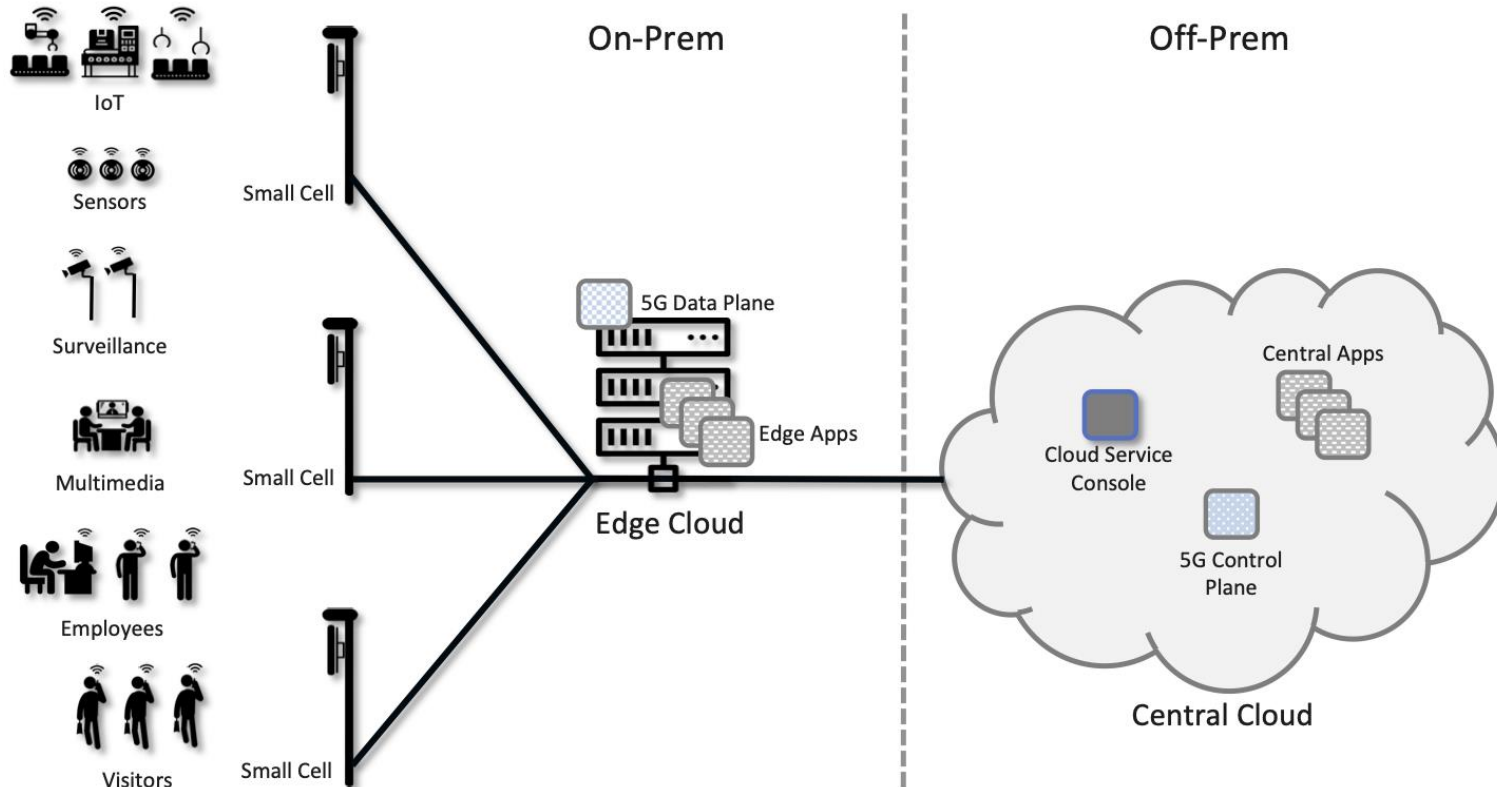 On-Prem
Off-Prem
IoT
Sensors
Surveillance
Multimedia
Employees
Visitors
Small Cell
Small Cell
Small Cell
5G Data Plane
Edge Apps
Edge Cloud
Central Apps
Cloud Service
Console
5G Control
Plane
Central Cloud